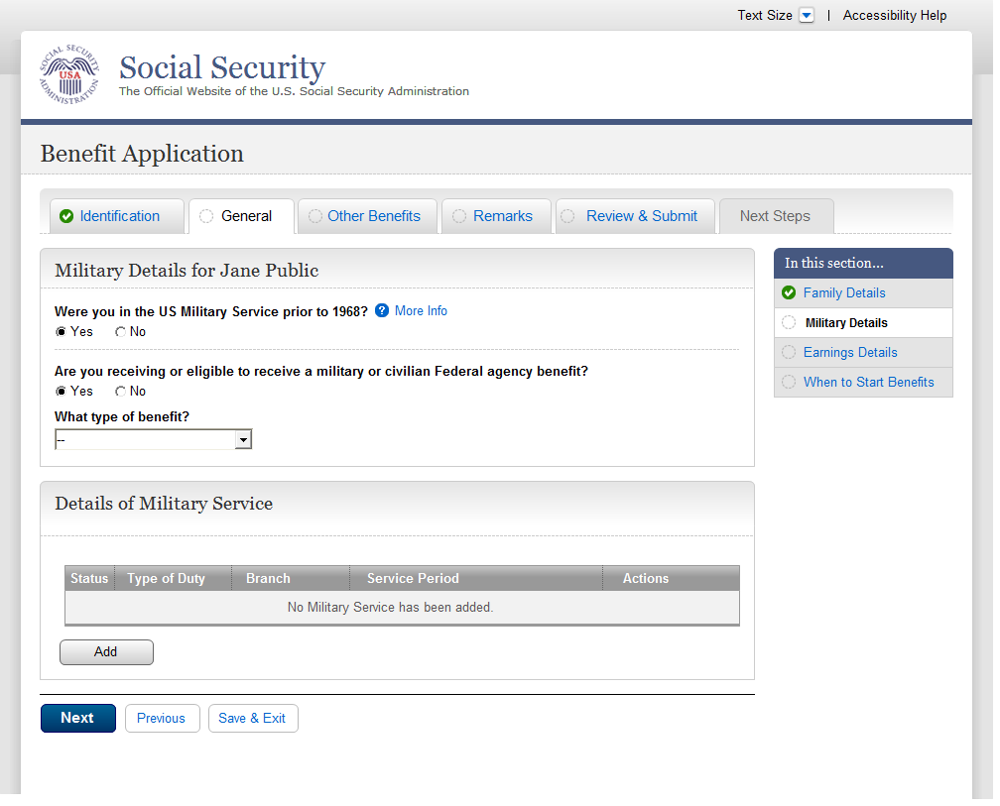 Text Size | Accessibility Help
SOCIAL SECURITY ADMINISTRATION
USA
Social Security
The Official Website of the U.S. Social Security Administration
Benefit Application
Identification General Other Benefits Remarks Review & Submit Next Steps
Military Details for Jane Public
Were you in the US Military Service prior to 1968? ? More Info
Yes No
Are you receiving or eligible to receive a military or civilian Federal agency benefit?
Yes No
What type of benefit?
--
Details of Military Service
Status Type of Duty Branch Service Period Actions
No Military Service has been added.
Add
Next Previous Save & Exit
In this section...
Family Details
Military Details
Earnings Details
When to Start Benefits